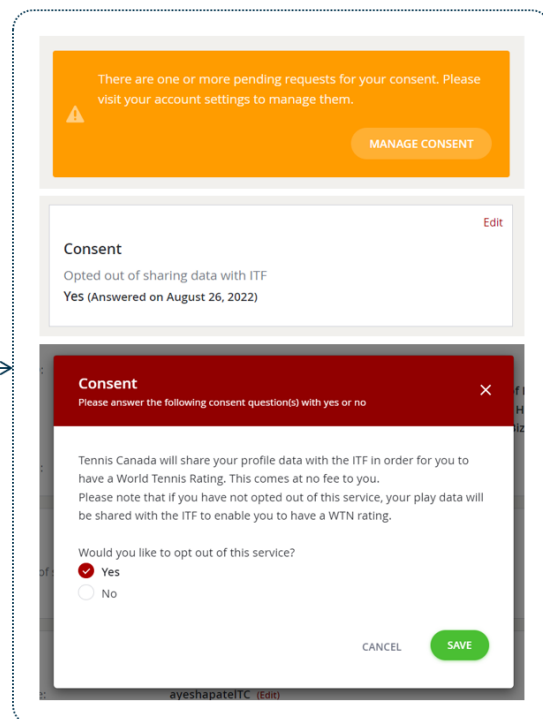 There are one or more pending requests for your consent. Please
visit your account settings to manage them.
MANAGE CONSENT
Edit
Consent
Opted out of sharing data with ITF
Yes (Answered on August 26, 2022)
Consent
Please answer the following consent question(s) with yes or no
Tennis Canada will share your profile data with the ITF in order for you to
have a World Tennis Rating. This comes at no fee to you.
Please note that if you have not opted out of this service, your play data will
be shared with the ITF to enable you to have a WTN rating.
Would you like to opt out of this service?
Yes
No
CANCEL
SAVE
ayeshapatelTC (Edit)